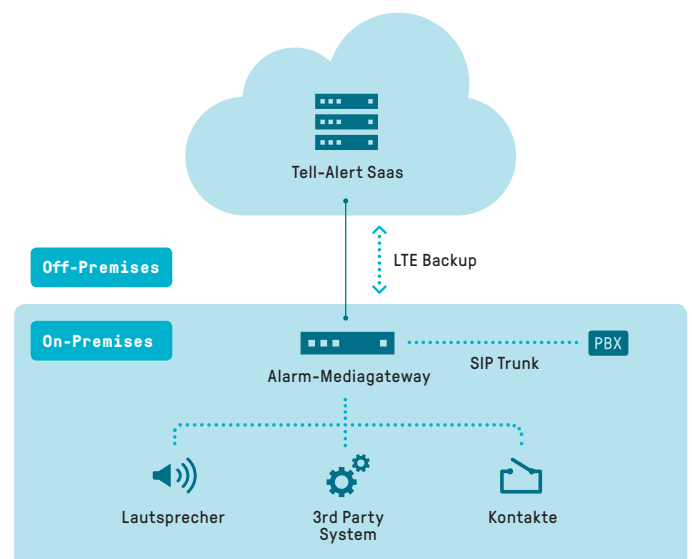 Tell-Alert Saas
LTE Backup
Off-Premises
On-Premises
PBX
SIP Trunk
Alarm-Mediagateway
Lautsprecher
3rd Party
System
Kontakte